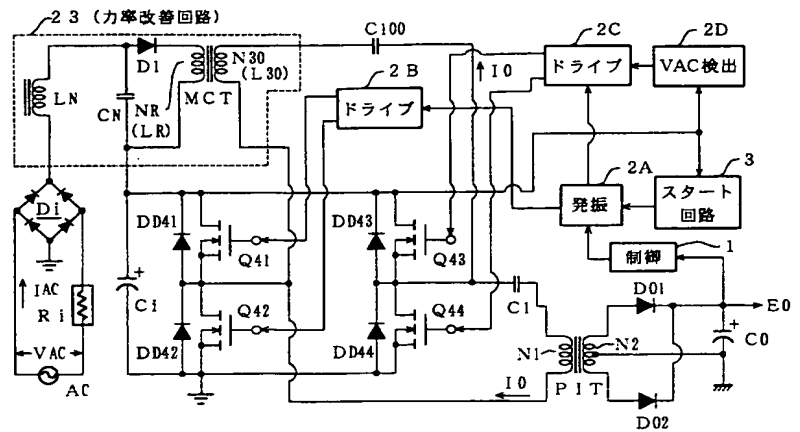 23 (力率改善回路)
C100
2C
2D
D1
N30
(L30)
I0
ドライブ
VAC検出
2B
LN
CN
NR
(LR)
MCT
ドライブ
2A
3
発振
スタート
回路
Di
DD41
Q41
DD43
Q43
制御
1
IAC
Ri
Ci
Q42
Q44
C1
D01
E0
DD42
DD44
N1
N2
C0
VAC
AC
I0
PIT
D02